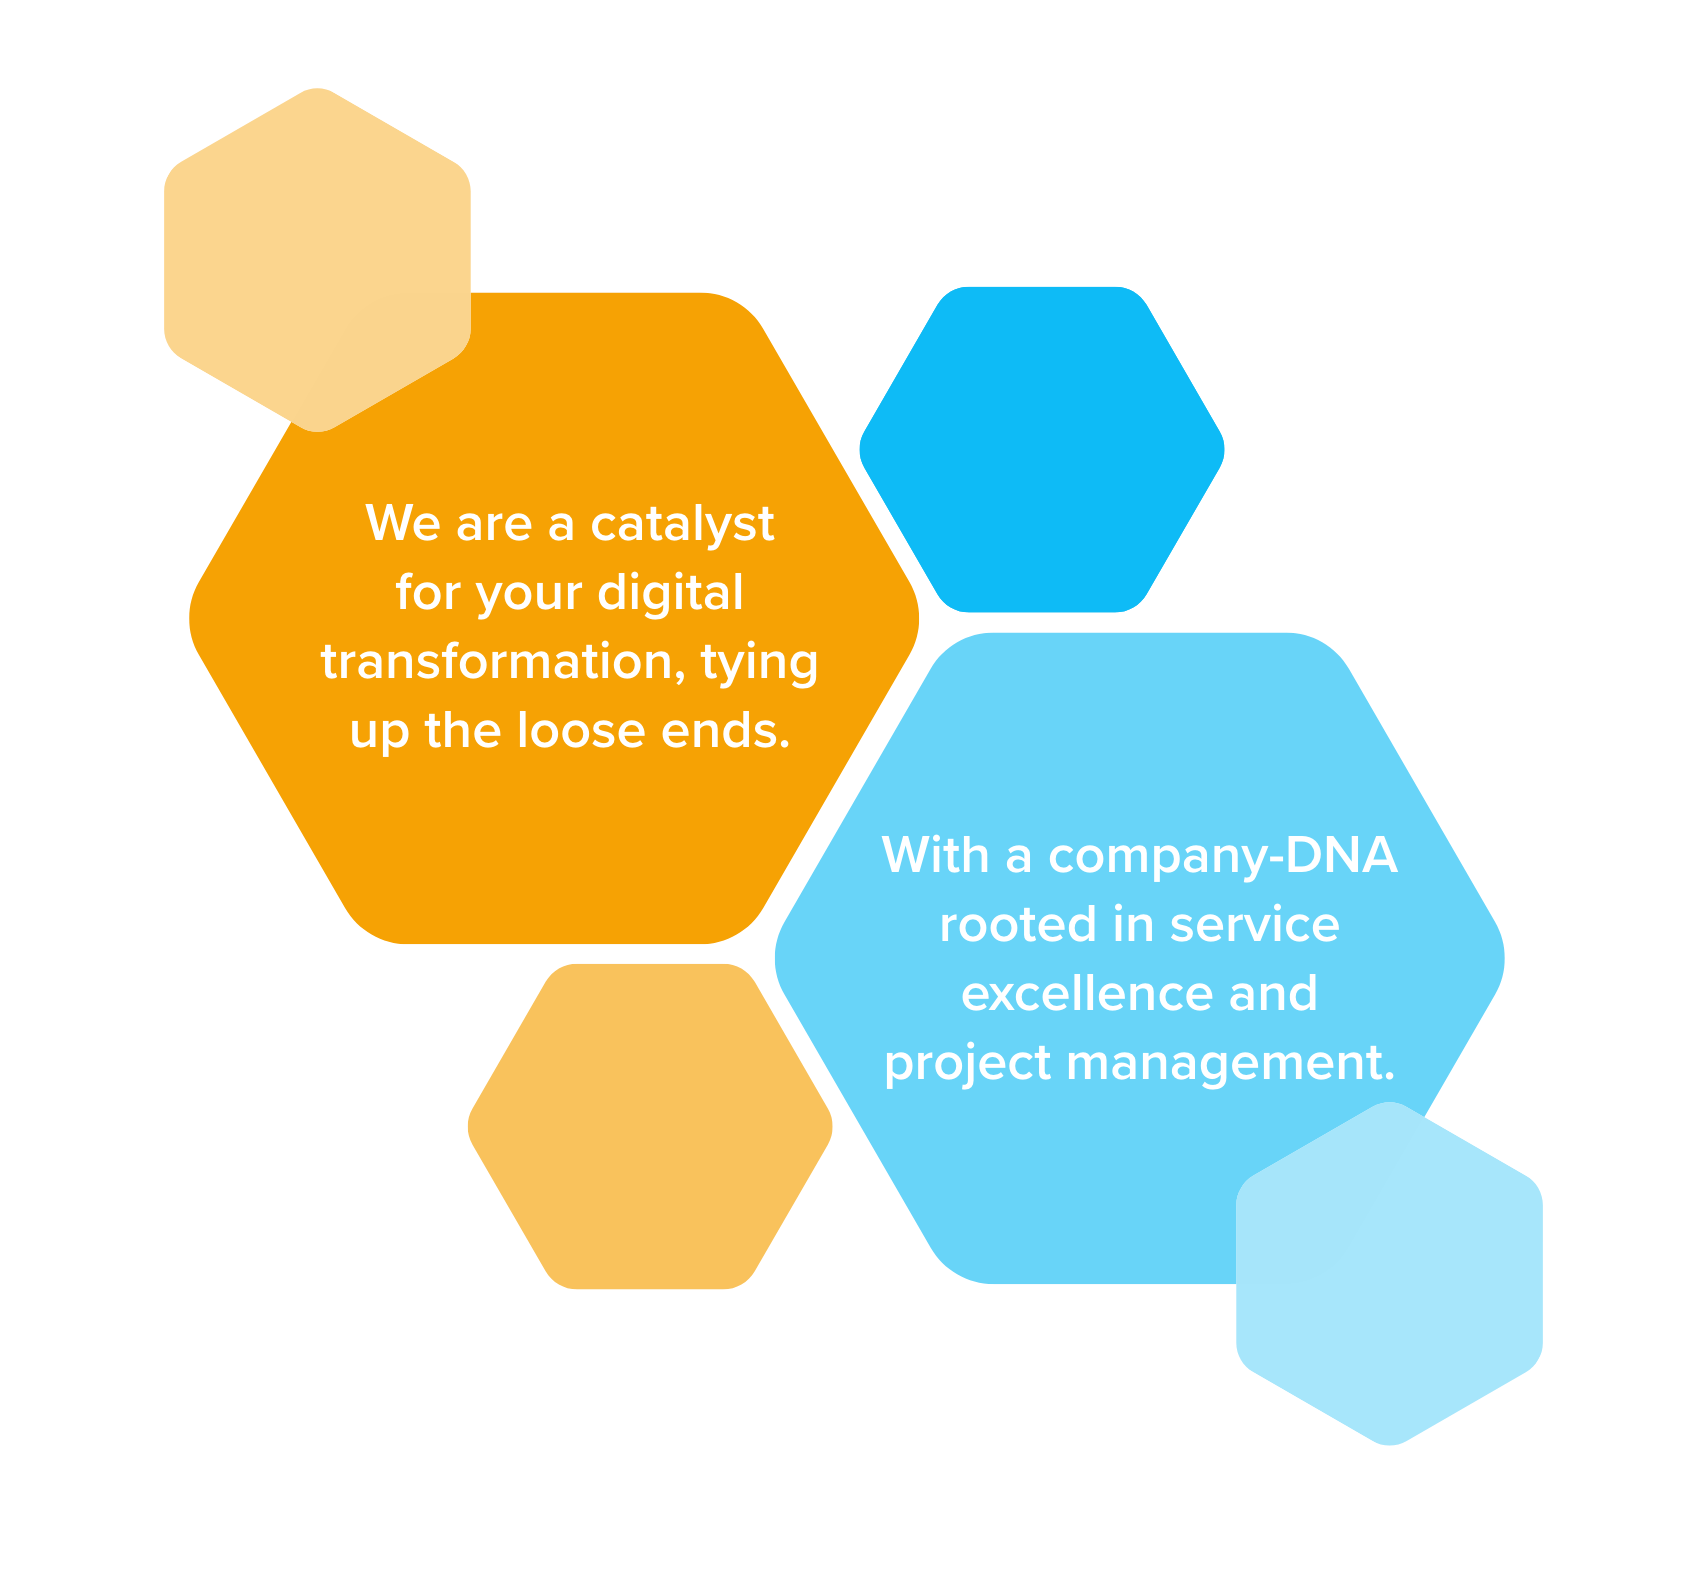 We are a catalyst
for your digital
transformation, tying
up the loose ends.
With a company-DNA
rooted in service
excellence and
project management.